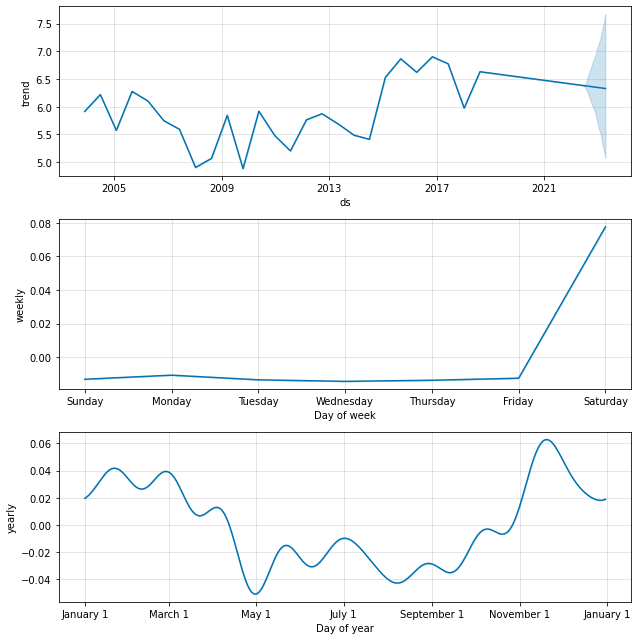 7.5
7.0
6.5
6.0
5.5
5.0
trend
2005 2009 2013 2017 2021
ds
0.08
0.06
0.04
0.02
0.00
weekly
Sunday Monday Tuesday Wednesday Thursday Friday Saturday
Day of week
0.06
0.04
0.02
0.00
−0.02
−0.04
yearly
January 1 March 1 May 1 July 1 September 1 November 1 January 1
Day of year